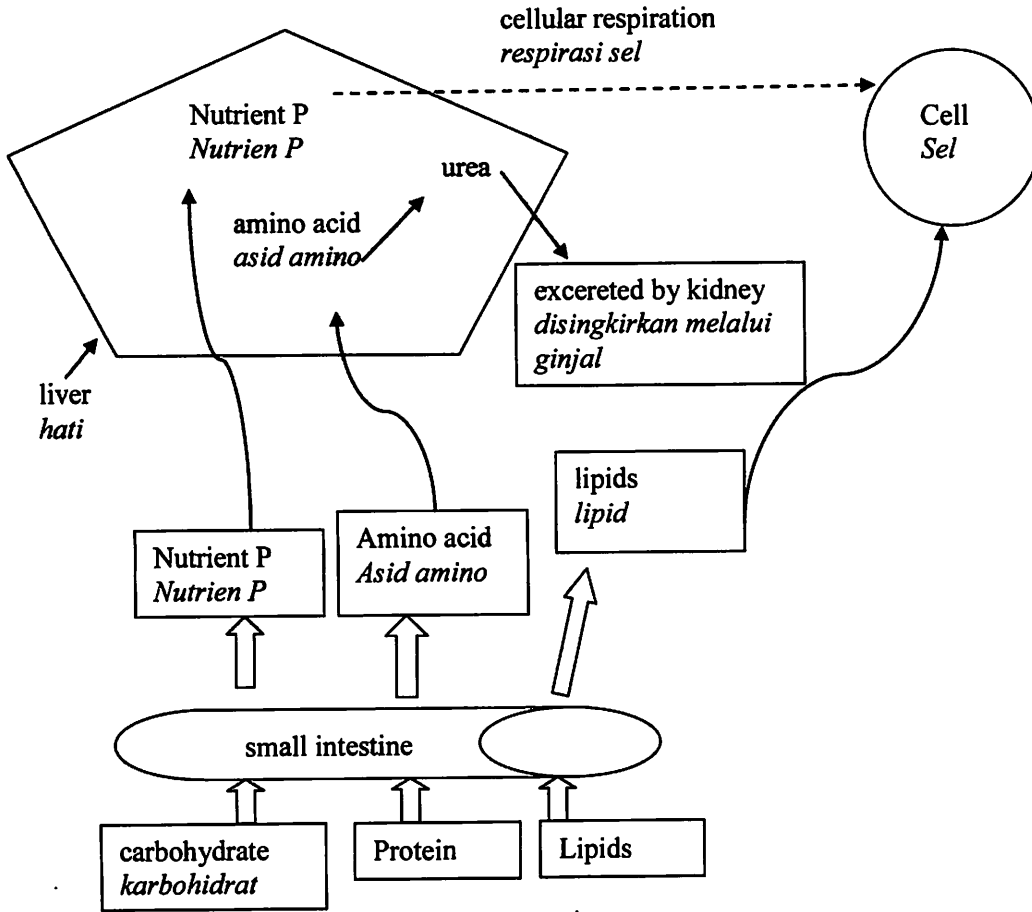 cellular respiration
respirasi sel
Nutrient P
Nutrien P
Cell
Sel
urea
amino acid
asid amino
excereted by kidney
disingkirkan melalui
ginjal
liver
hati
lipids
lipid
Nutrient P
Nutrien P
Amino acid
Asid amino
small intestine
carbohydrate
karbohidrat
Protein
Lipids